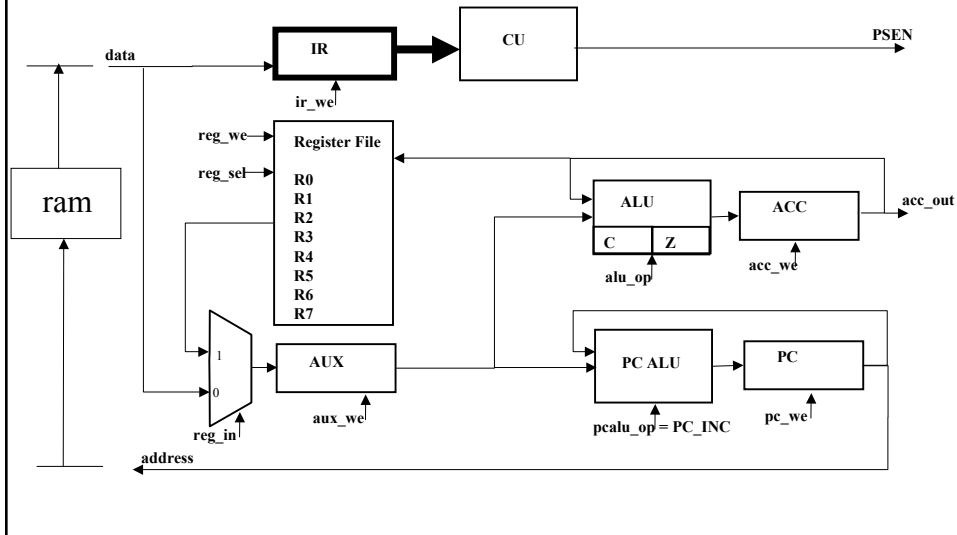 PSEN
CU
IR
data
ir_we
reg_we
Register File
reg_sel
R0
R1
R2
R3
R4
R5
R6
R7
ram
ALU
C
Z
alu_op
ACC
acc_out
acc_we
1
0
reg_in
AUX
aux_we
PC ALU
PC
pcalu_op = PC_INC
pc_we
address